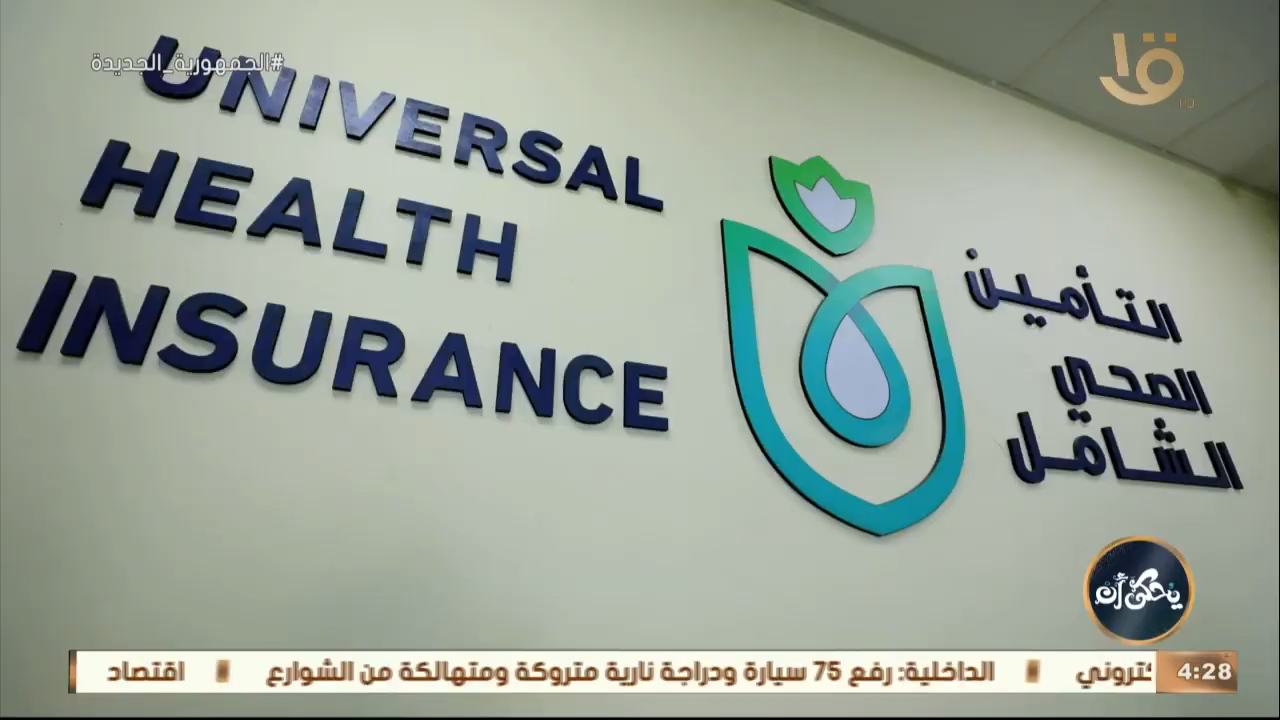 #الجمهورية_الجديدة
UNIVERSAL
HEALTH
INSURANCE
التأمين
الصحي
الشامل
يحكى أن
4:28
الداخلية: رفع 75 سيارة ودراجة نارية متروكة ومتهالكة من الشوارع
اقتصاد